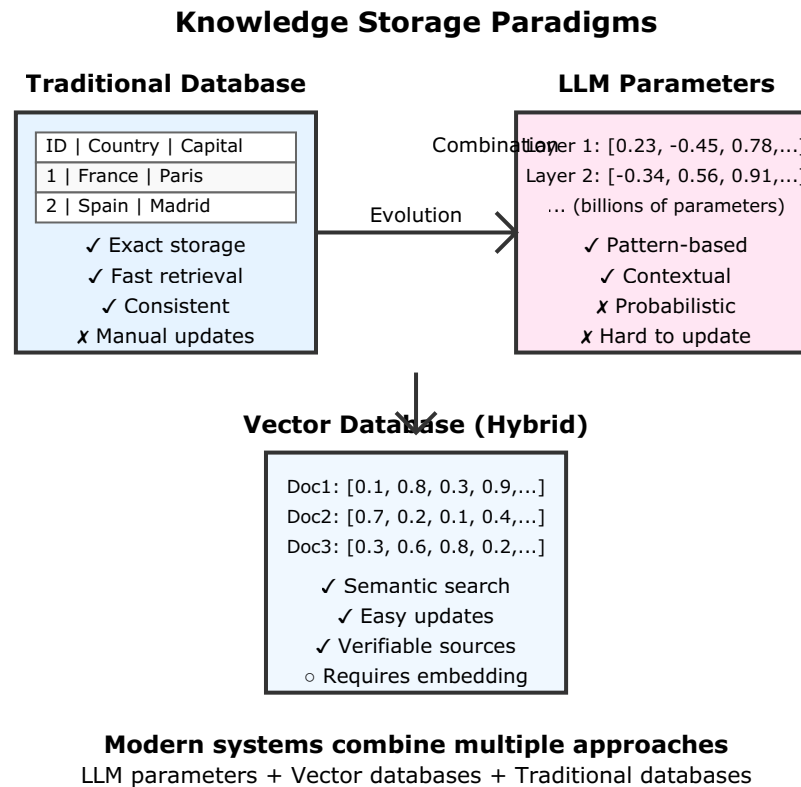 Knowledge Storage Paradigms
Traditional Database
ID | Country | Capital
1 | France | Paris
2 | Spain | Madrid
✓ Exact storage
✓ Fast retrieval
✓ Consistent
✗ Manual updates
Evolution
Combination
LLM Parameters
Layer 1: [0.23, -0.45, 0.78,...]
Layer 2: [-0.34, 0.56, 0.91,...]
... (billions of parameters)
✓ Pattern-based
✓ Contextual
✗ Probabilistic
✗ Hard to update
Vector Database (Hybrid)
Doc1: [0.1, 0.8, 0.3, 0.9,...]
Doc2: [0.7, 0.2, 0.1, 0.4,...]
Doc3: [0.3, 0.6, 0.8, 0.2,...]
✓ Semantic search
✓ Easy updates
✓ Verifiable sources
○ Requires embedding
Modern systems combine multiple approaches
LLM parameters + Vector databases + Traditional databases